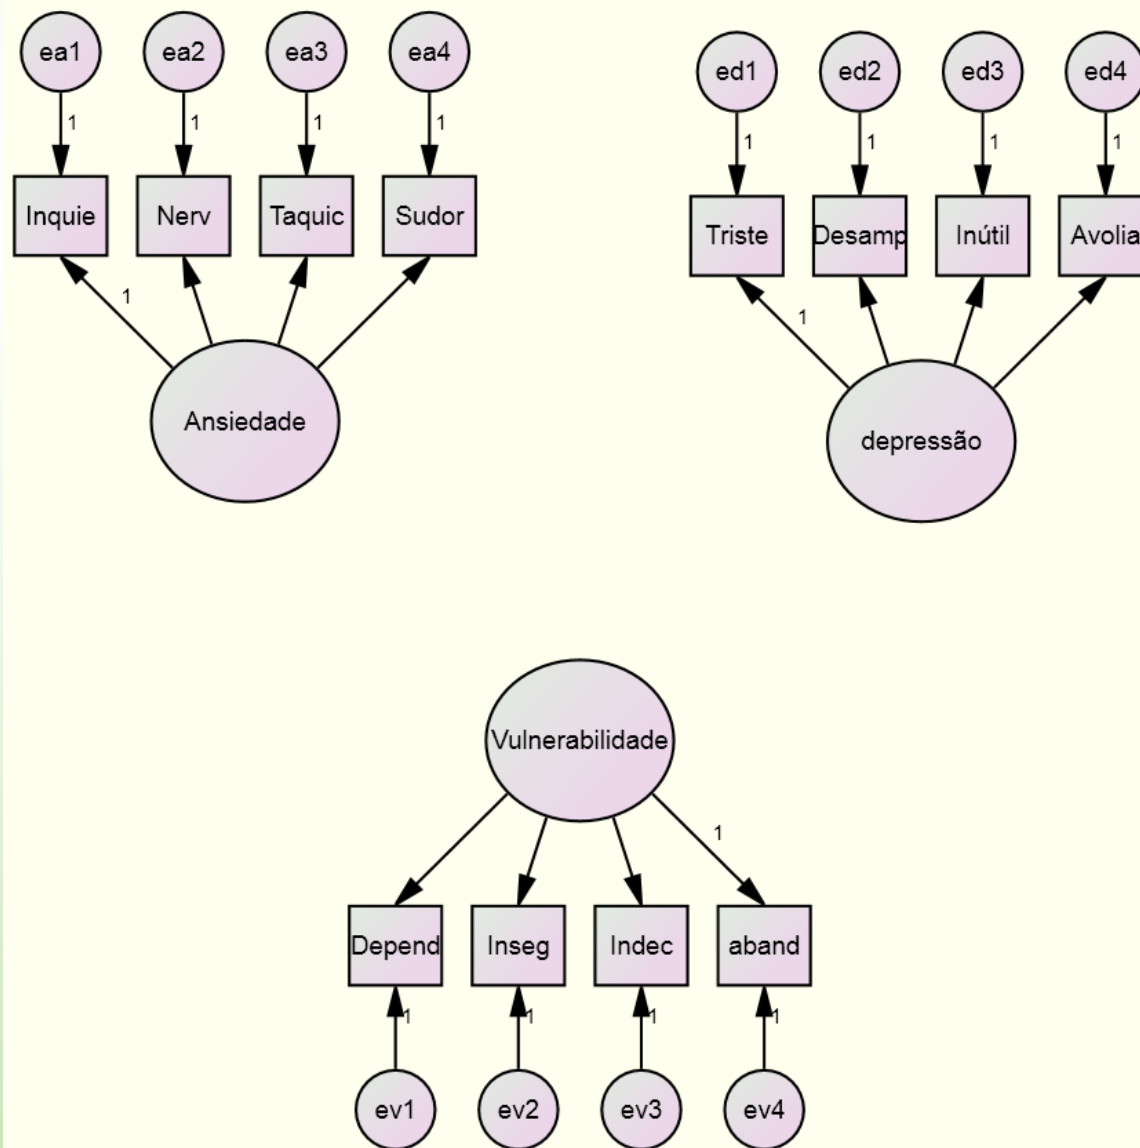 ea1 ea2 ea3 ea4
ed1 ed2 ed3 ed4
1 1 1 1
1 1 1 1
Inquie Nerv Taquic Sudor
Triste Desamp Inútil Avolia
1
1
Ansiedade
depressão
Vulnerabilidade
1
Depend Inseg Indec aband
1 1 1 1
ev1 ev2 ev3 ev4